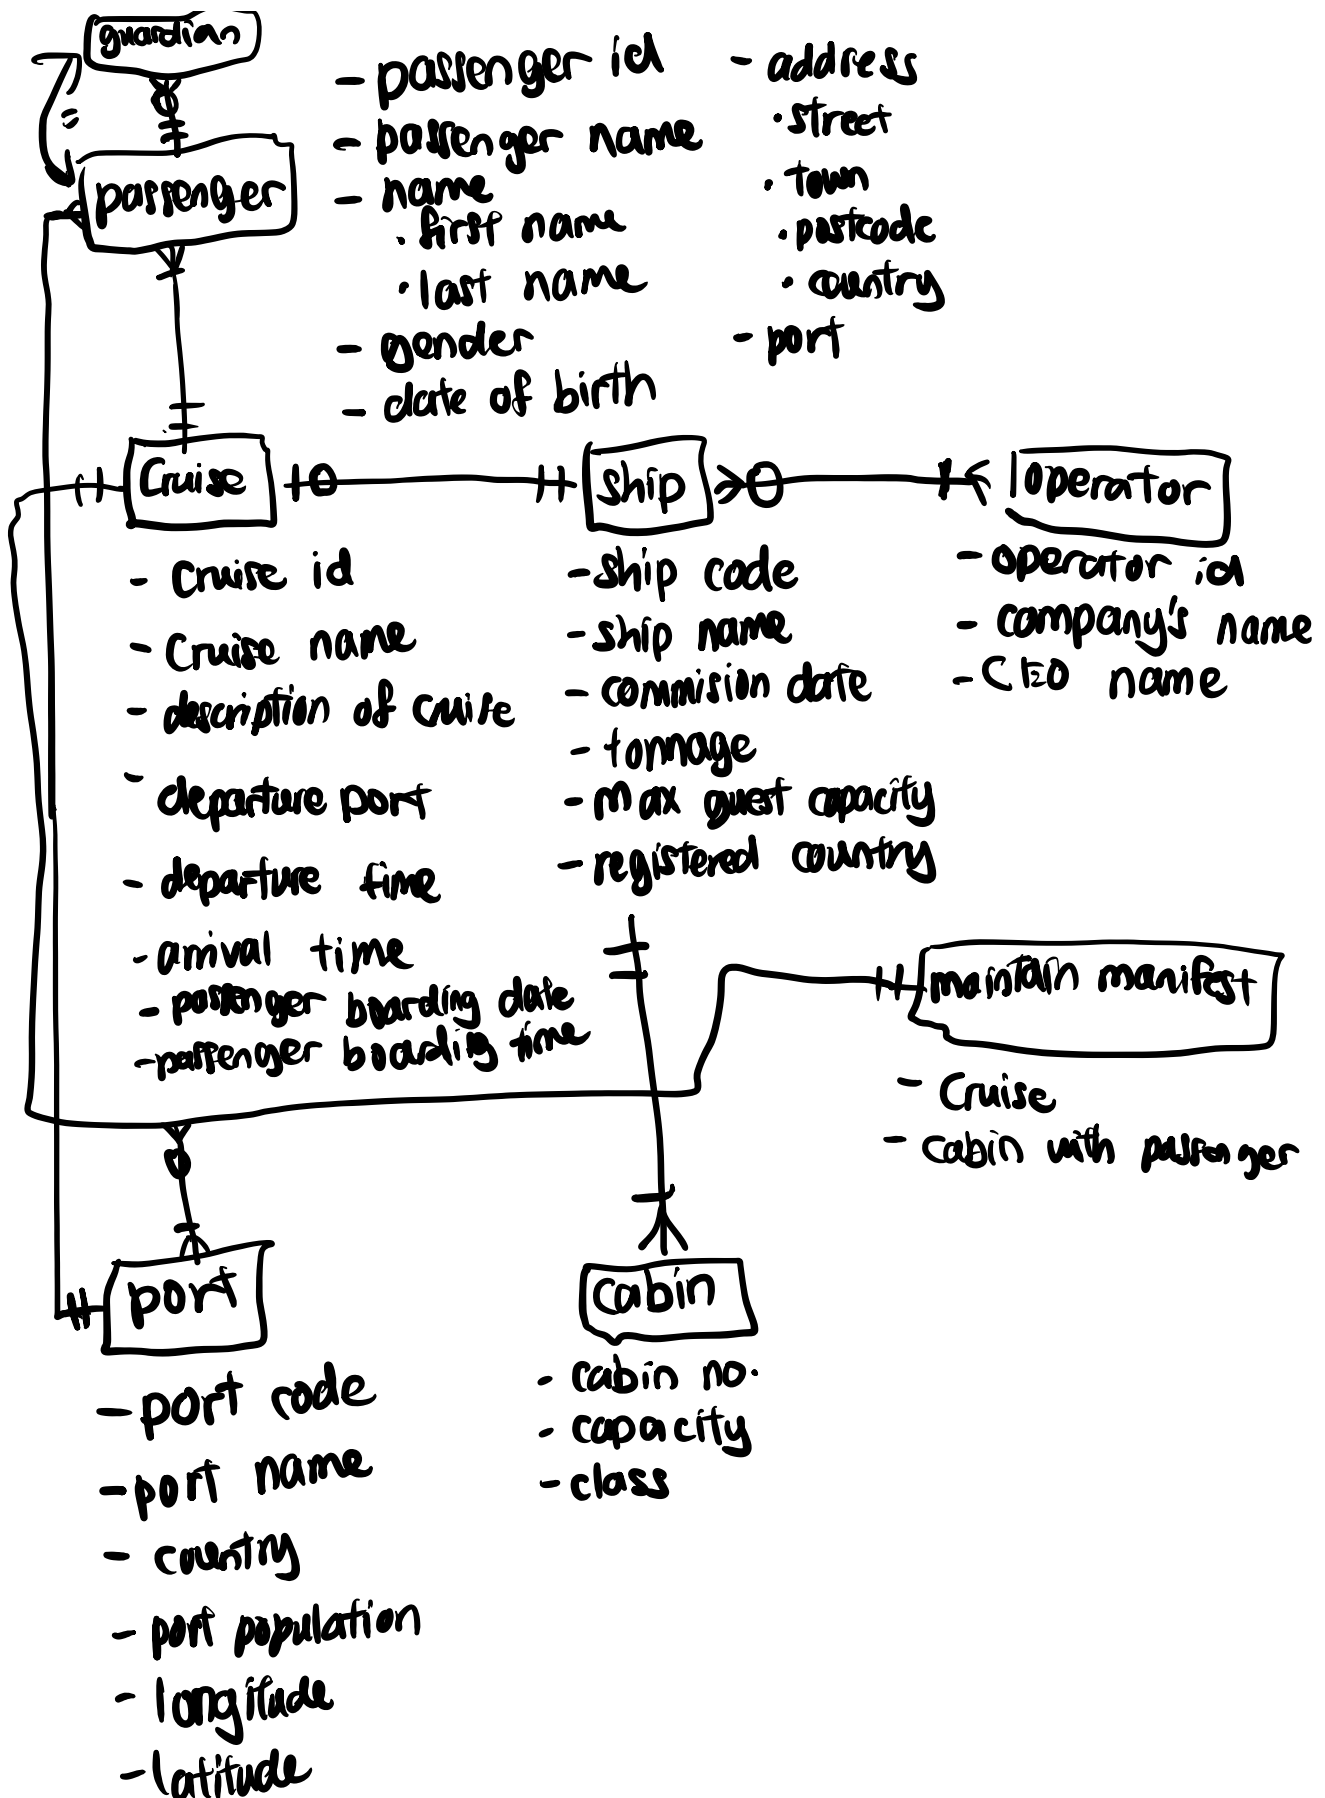 guardian
passenger
- passenger id
- passenger name
- name
· first name
· last name
- gender
- date of birth
- address
· street
· town
· postcode
· country
- port
Cruise
- Cruise id
- Cruise name
- description of cruise
- departure port
- departure time
- arrival time
- passenger boarding date
- passenger boarding time
ship
- ship code
- ship name
- commision date
- tonnage
- max guest capacity
- registered country
operator
- operator id
- company's name
- CEO name
maintain manifest
- Cruise
- cabin with passenger
port
- port code
- port name
- country
- port population
- longitude
- latitude
cabin
- cabin no.
- capacity
- class